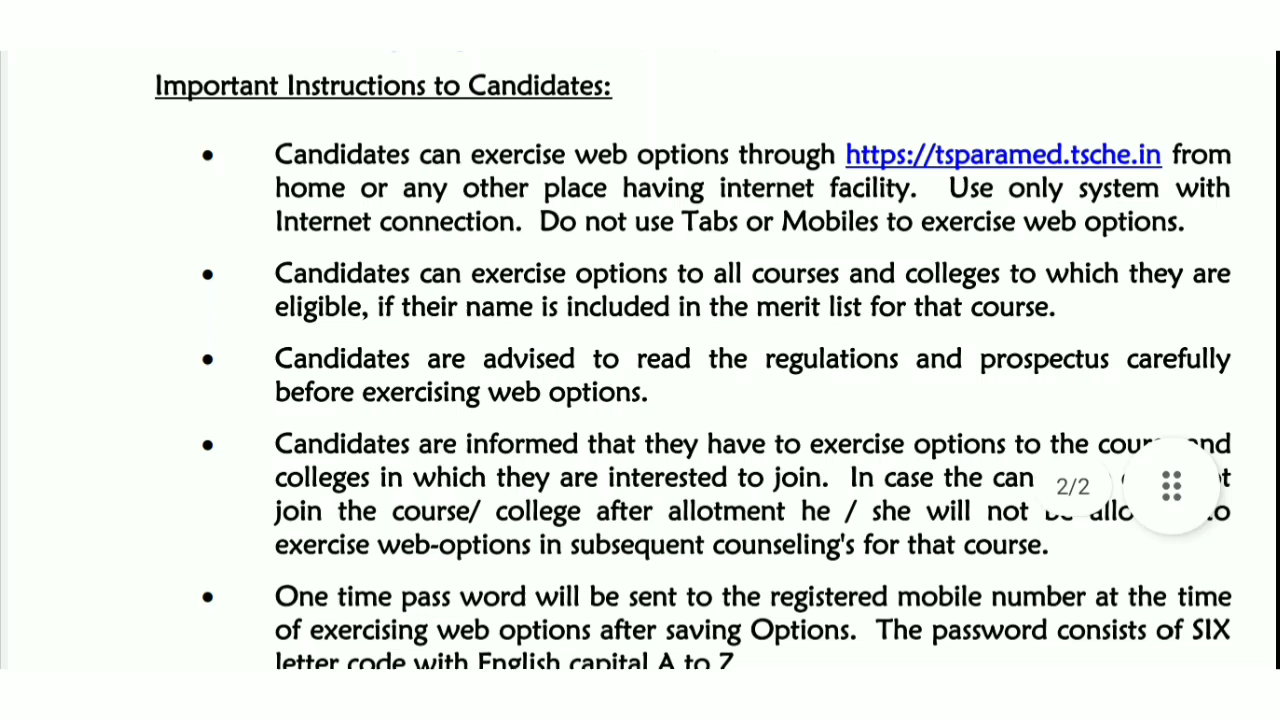 Important Instructions to Candidates:
• Candidates can exercise web options through https://tsparamed.tsche.in from
home or any other place having internet facility. Use only system with
Internet connection. Do not use Tabs or Mobiles to exercise web options.
• Candidates can exercise options to all courses and colleges to which they are
eligible, if their name is included in the merit list for that course.
• Candidates are advised to read the regulations and prospectus carefully
before exercising web options.
• Candidates are informed that they have to exercise options to the and
colleges in which they are interested to join. In case the
join the course/ college after allotment he / she will not
exercise web-options in subsequent counseling's for that course.
2/2
• One time pass word will be sent to the registered mobile number at the time
of exercising web options after saving Options. The password consists of SIX
letter code with English capital A to Z